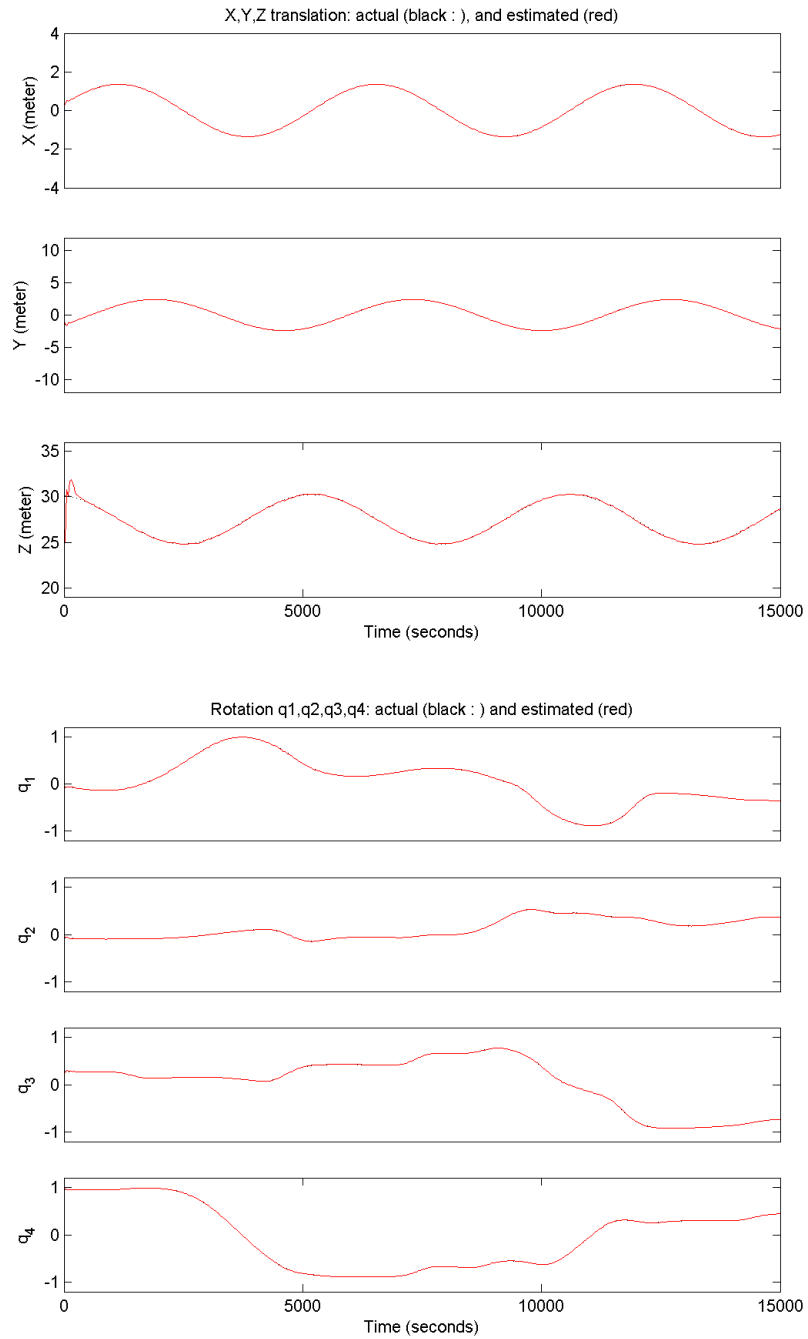 X,Y,Z translation: actual (black : ), and estimated (red)
4
2
0
-2
-4
X (meter)
10
5
0
-5
-10
Y (meter)
35
30
25
20
Z (meter)
0 5000 10000 15000
Time (seconds)
Rotation q1,q2,q3,q4: actual (black : ) and estimated (red)
1
0
-1
q1
1
0
-1
q2
1
0
-1
q3
1
0
-1
q4
0 5000 10000 15000
Time (seconds)